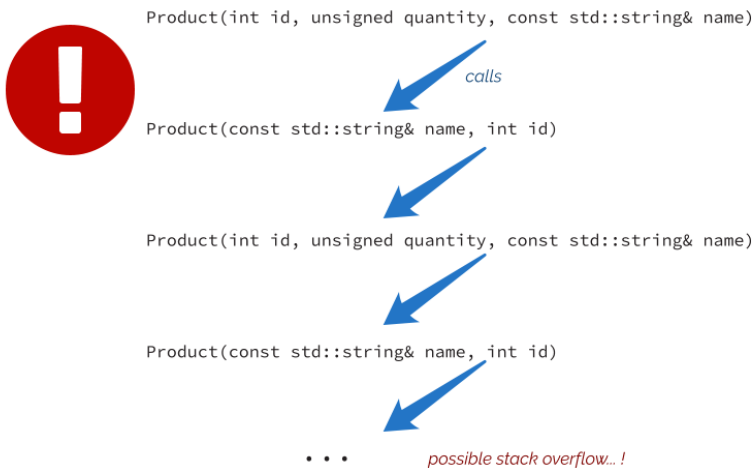 Product(int id, unsigned quantity, const std::string& name)
calls
Product(const std::string& name, int id)
Product(int id, unsigned quantity, const std::string& name)
Product(const std::string& name, int id)
...
possible stack overflow... !